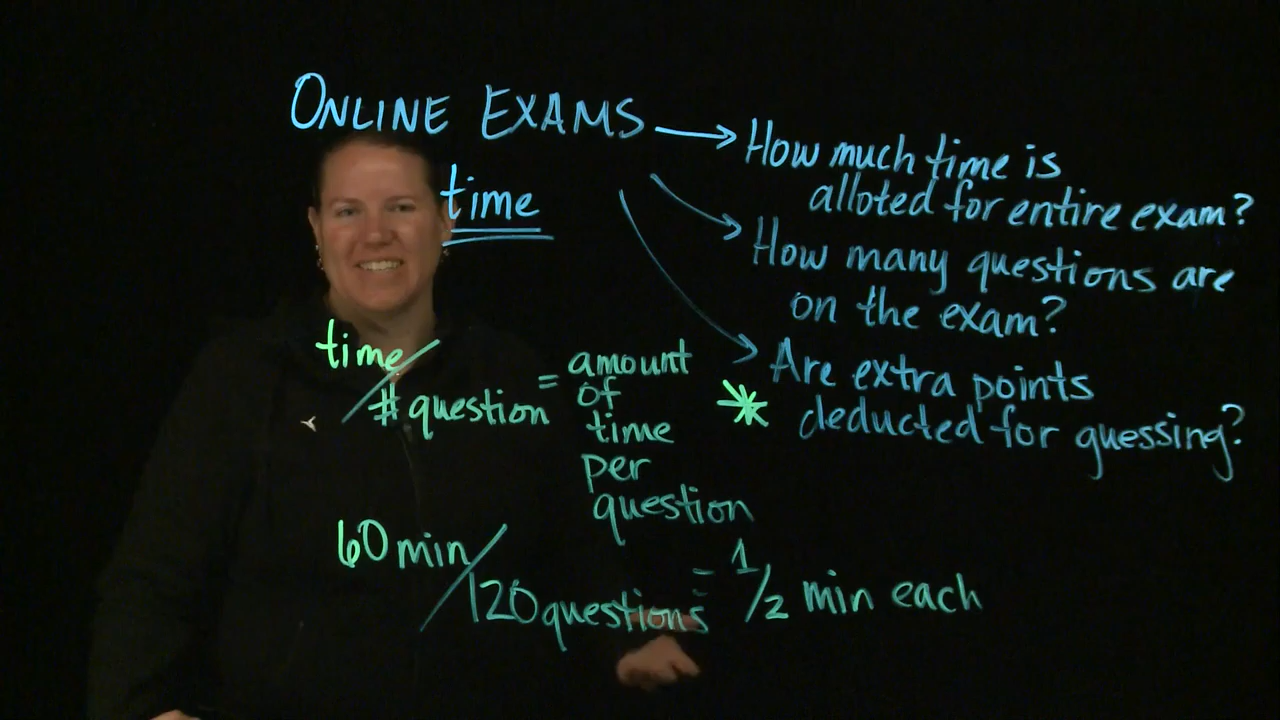 ONLINE EXAMS
time
How much time is
alloted for entire exam?
How many questions are
on the exam?
Are extra points
* deducted for guessing?
time/# question = amount
of
time
per
question
60 min/120 questions = 1/2 min each